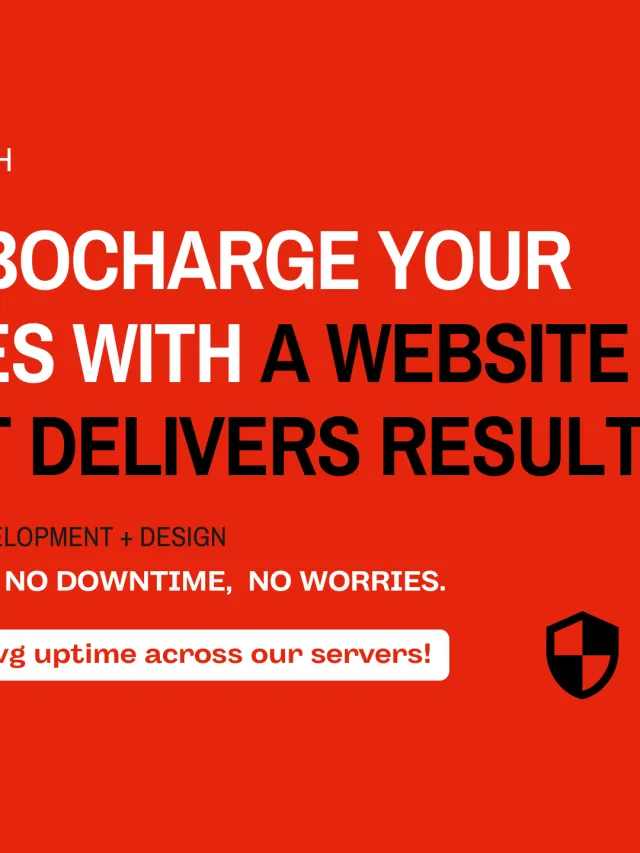 H
BOCHARGE YOUR
ES WITH A WEBSITE
T DELIVERS RESULT
ELOPMENT + DESIGN
NO DOWNTIME, NO WORRIES.
vg uptime across our servers!